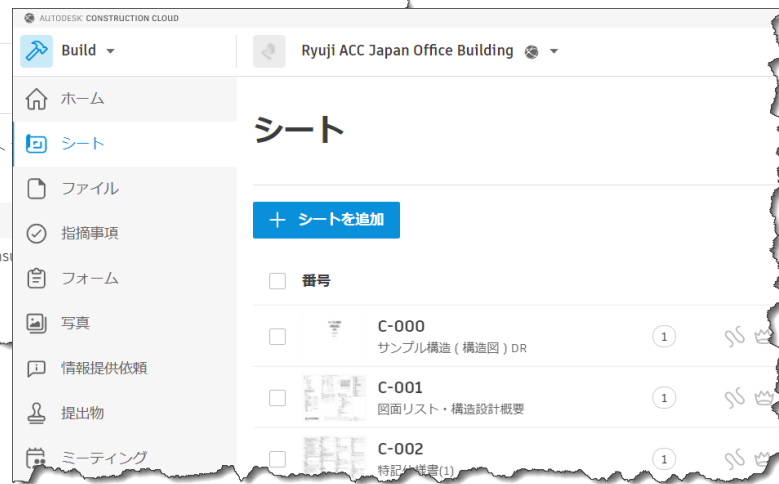 AUTODESK CONSTRUCTION CLOUD
Build
Ryuji ACC Japan Office Building
ホーム
シート
ファイル
指摘事項
フォーム
写真
情報提供依頼
提出物
ミーティング
シート
シートを追加
番号
C-000
サンプル構造 ( 構造図 ) DR
1
C-001
図面リスト・構造設計概要
1
C-002
特記仕様書(1)
1